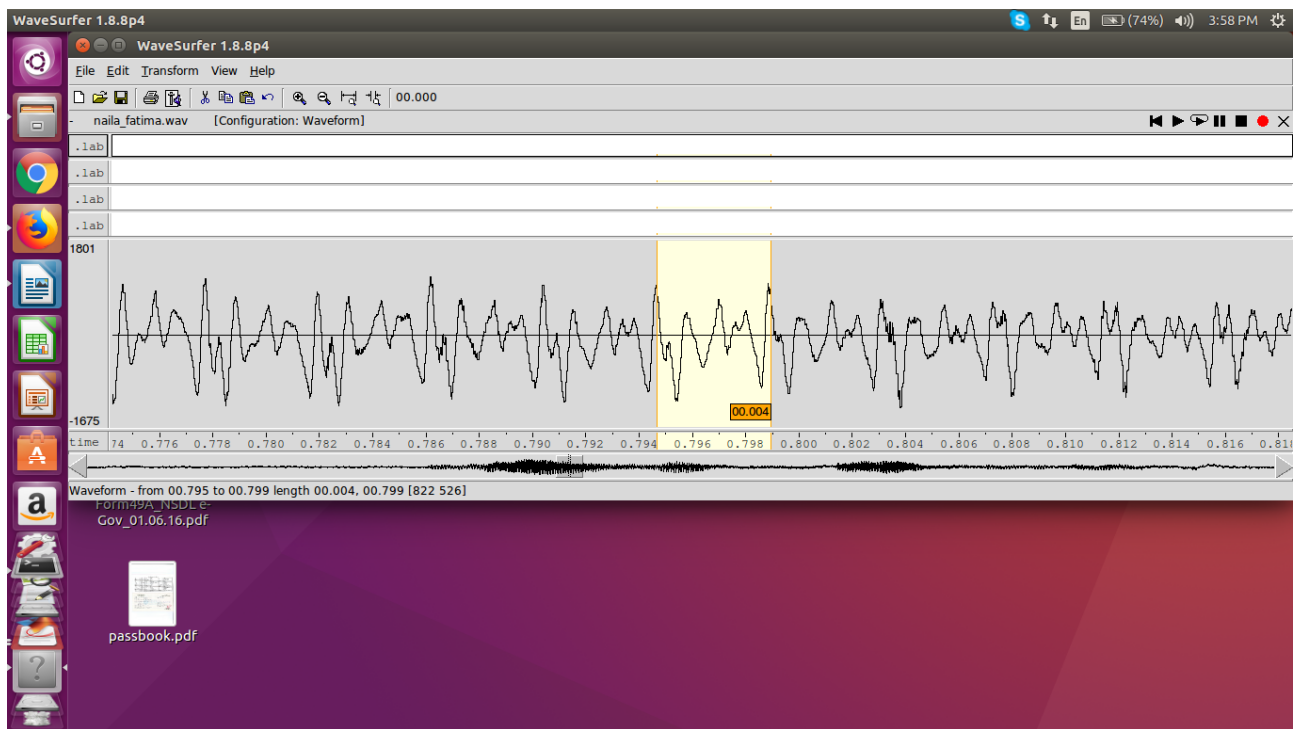 WaveSurfer 1.8.8p4
En (74%) 3:58 PM
WaveSurfer 1.8.8p4
File Edit Transform View Help
00.000
- naila_fatima.wav [Configuration: Waveform]
.lab
.lab
.lab
.lab
1801
-1675
00.004
time 74 0.776 0.778 0.780 0.782 0.784 0.786 0.788 0.790 0.792 0.794 0.796 0.798 0.800 0.802 0.804 0.806 0.808 0.810 0.812 0.814 0.816 0.81
Waveform - from 00.795 to 00.799 length 00.004, 00.799 [822 526]
Form49A_NSDL e-
Gov_01.06.16.pdf
passbook.pdf